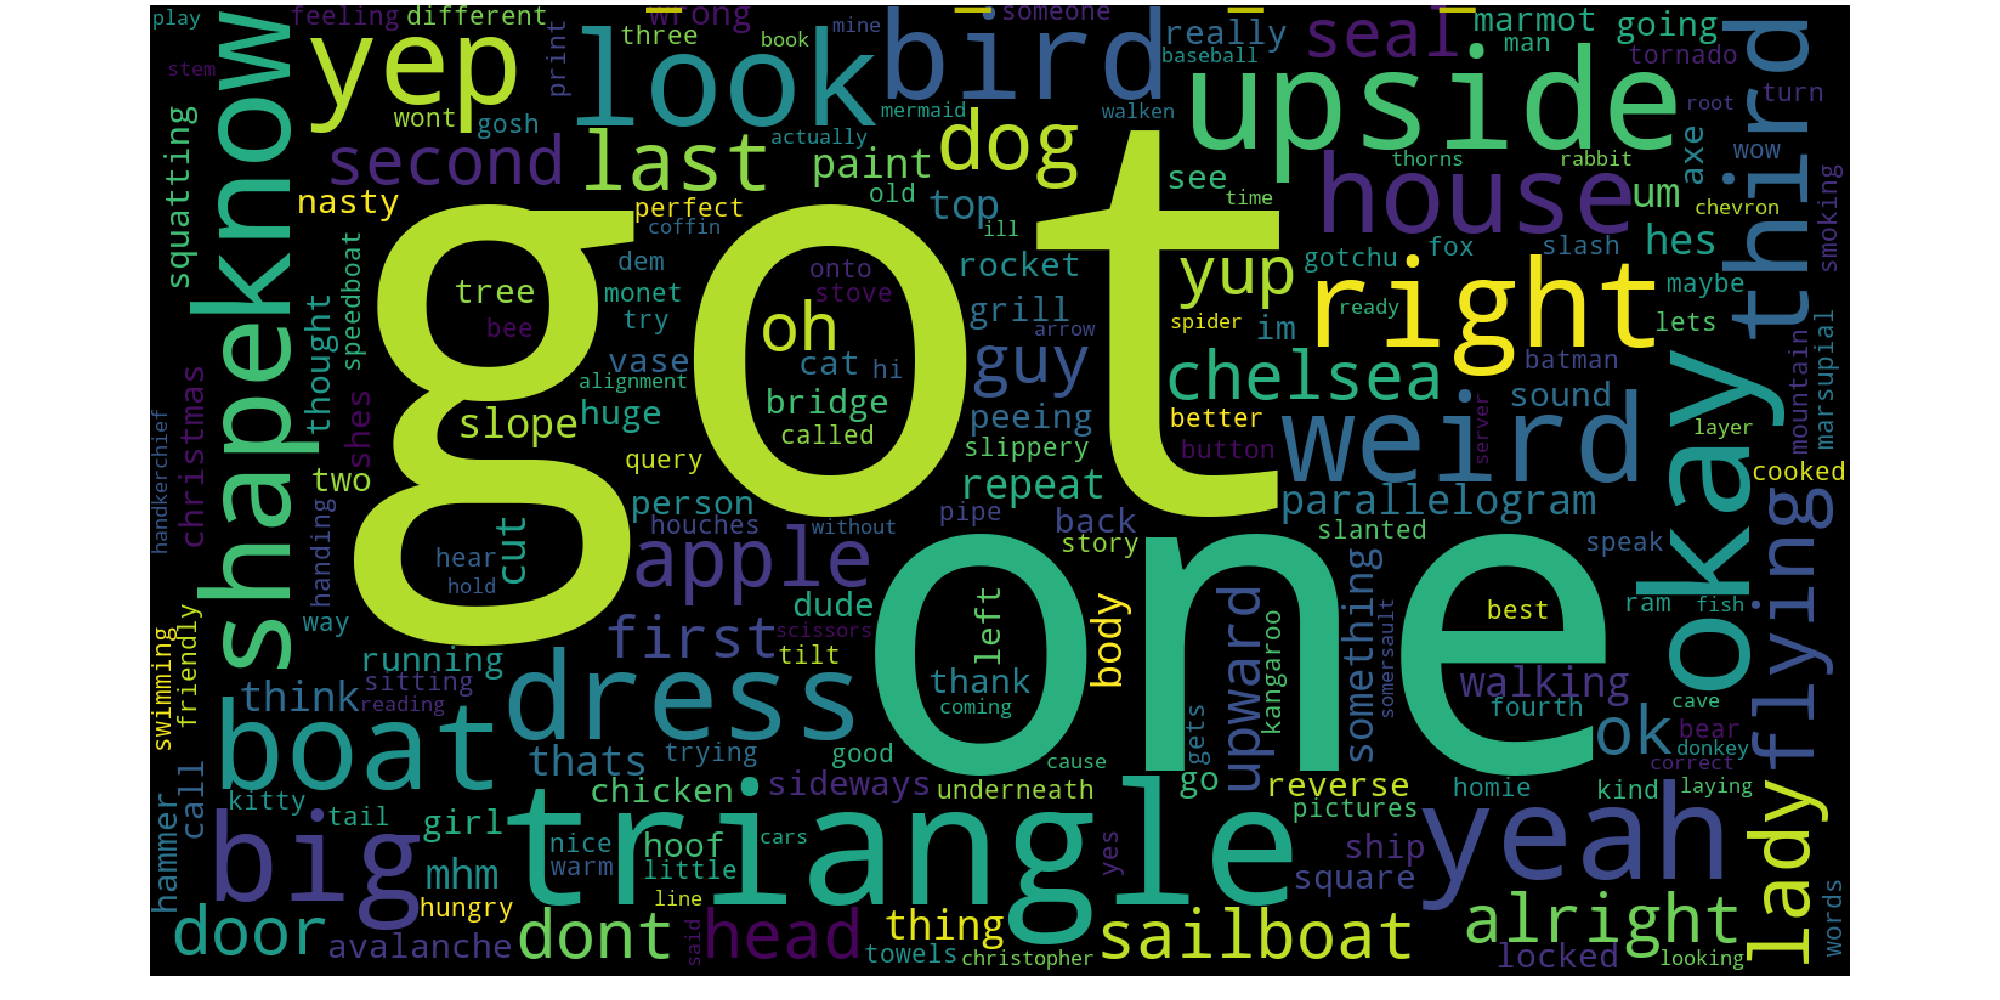 play
feeling
different
wrong
someone
yep
three
book
mine
look
bird
really
baseball
seal
marmot
man
going
tornado
know
stem
print
wont
gosh
mermaid
walken
upside
root
turn
third
squatting
second
last
actually
paint
dog
see
thorns
rabbit
axe
wow
nasty
perfect
coffin
old
top
ill
time
house
um
chevron
smoking
got
tree
bee
dem
monet
try
onto
stove
oh
rocket
grill
arrow
yup
spider
im
gotchu
fox
slash
hes
ready
right
maybe
lets
speedboat
thought
shape
vase
cat
hi
guy
chelsea
batman
mountain
marsupial
christmas
shes
slope
alignment
huge
bridge
called
peeing
slippery
better
button
weird
sound
server
layer
okay
handkerchief
two
query
person
repeat
parallelogram
cooked
flying
handing
cut
hear
hold
houches
without
pipe
back
story
slanted
speak
apple
one
way
first
dude
scissors
tilt
left
body
upward
kangaroo
something
somersault
best
ram
fish
swimming
friendly
running
sitting
reading
think
dress
thank
coming
walking
fourth
cave
bear
donkey
correct
boat
thats
trying
good
cause
gets
ok
laying
hammer
call
kitty
tail
girl
chicken
sideways
underneath
go
reverse
pictures
homie
kind
lady
big
mhm
hungry
triangle
nice
warm
hoof
little
cars
line
yes
square
ship
yeah
door
avalanche
dont
said
head
thing
towels
christopher
sailboat
alright
locked
looking
words